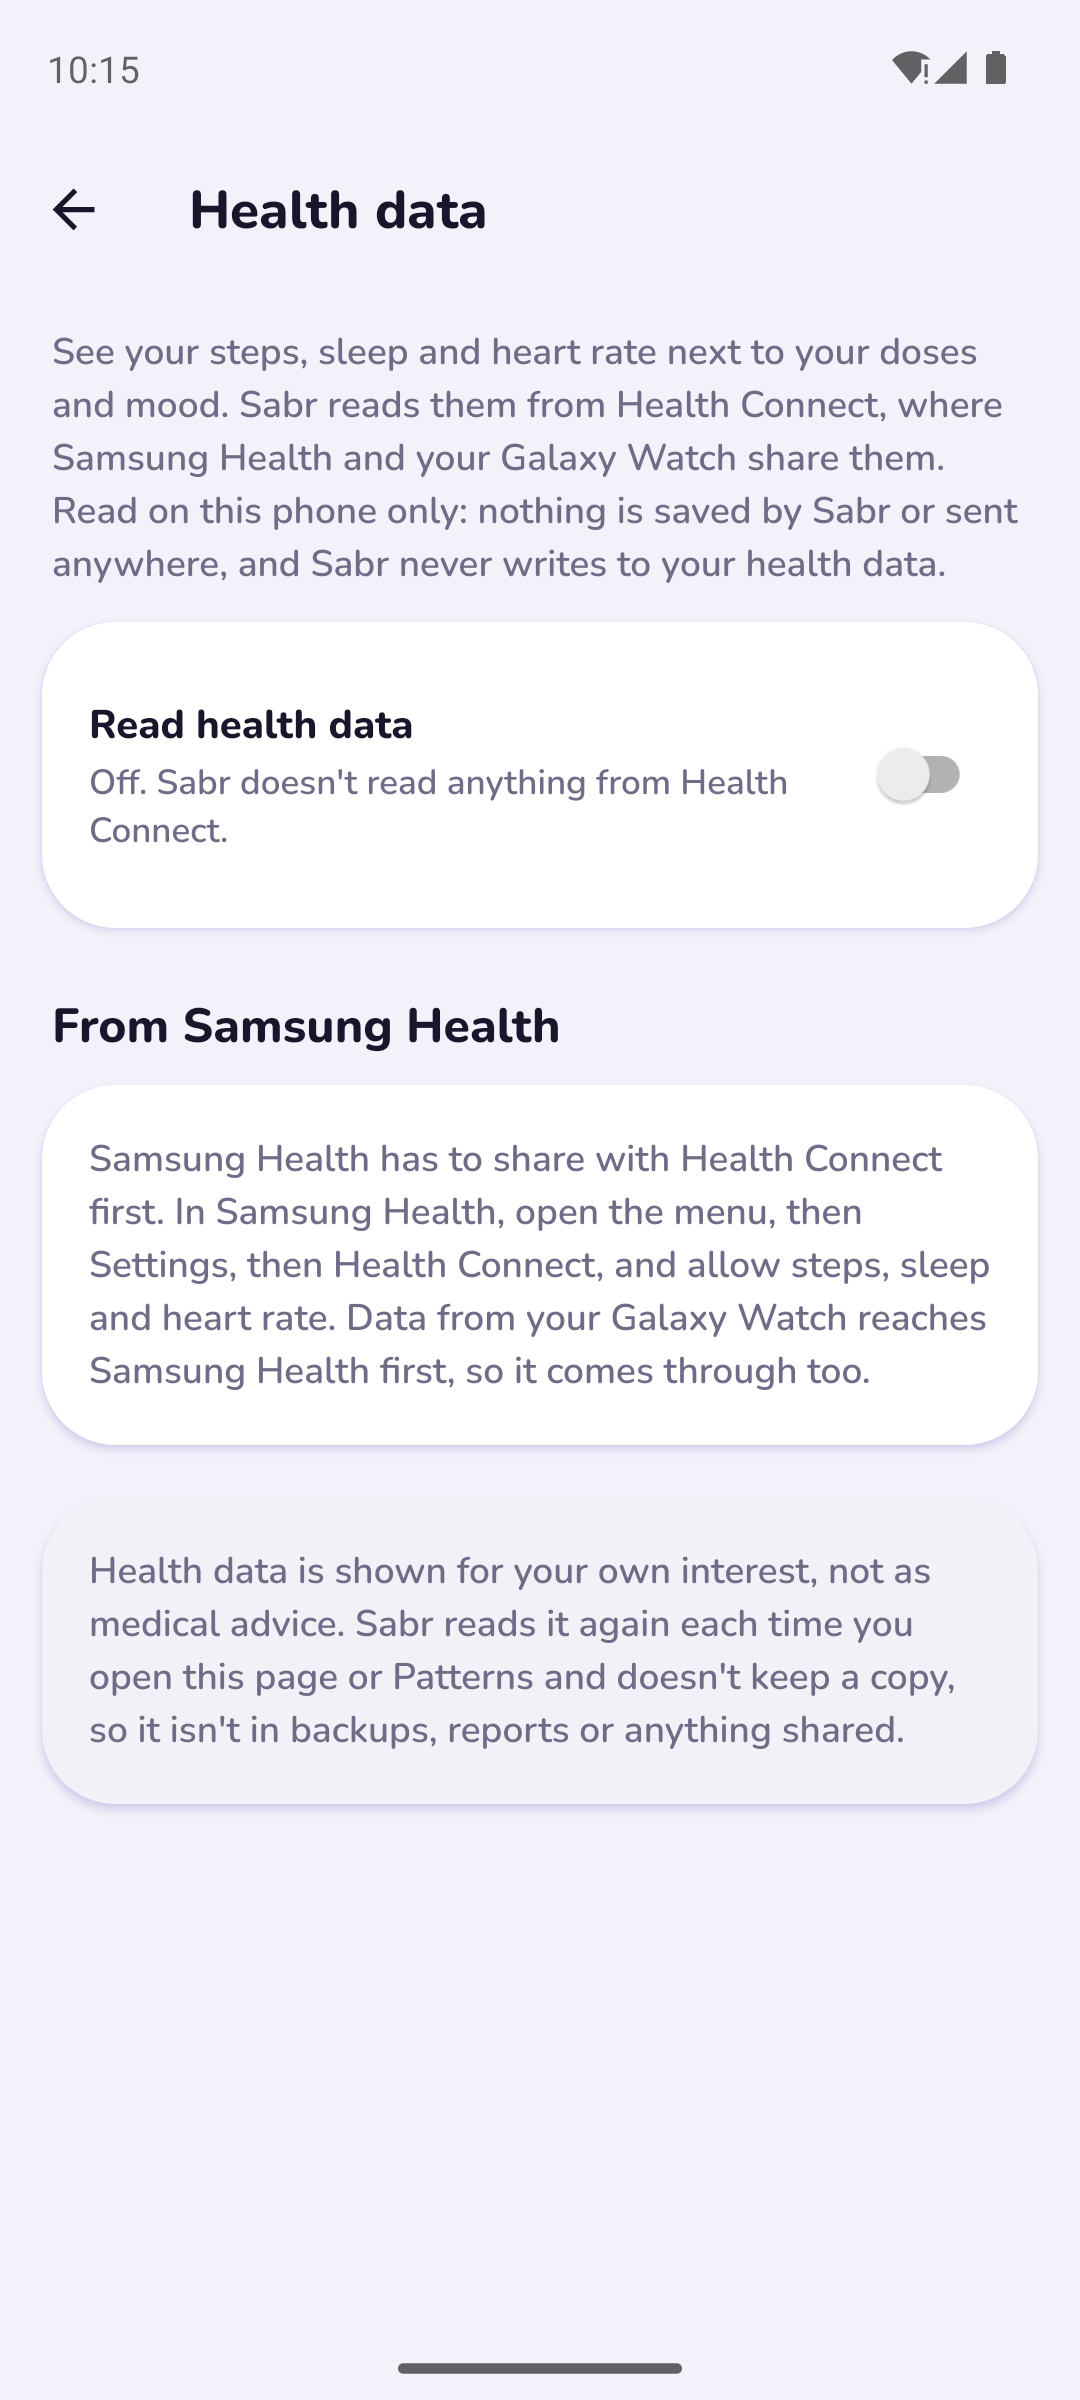 10:15
Health data
See your steps, sleep and heart rate next to your doses
and mood. Sabr reads them from Health Connect, where
Samsung Health and your Galaxy Watch share them.
Read on this phone only: nothing is saved by Sabr or sent
anywhere, and Sabr never writes to your health data.
Read health data
Off. Sabr doesn't read anything from Health
Connect.
From Samsung Health
Samsung Health has to share with Health Connect
first. In Samsung Health, open the menu, then
Settings, then Health Connect, and allow steps, sleep
and heart rate. Data from your Galaxy Watch reaches
Samsung Health first, so it comes through too.
Health data is shown for your own interest, not as
medical advice. Sabr reads it again each time you
open this page or Patterns and doesn't keep a copy,
so it isn't in backups, reports or anything shared.